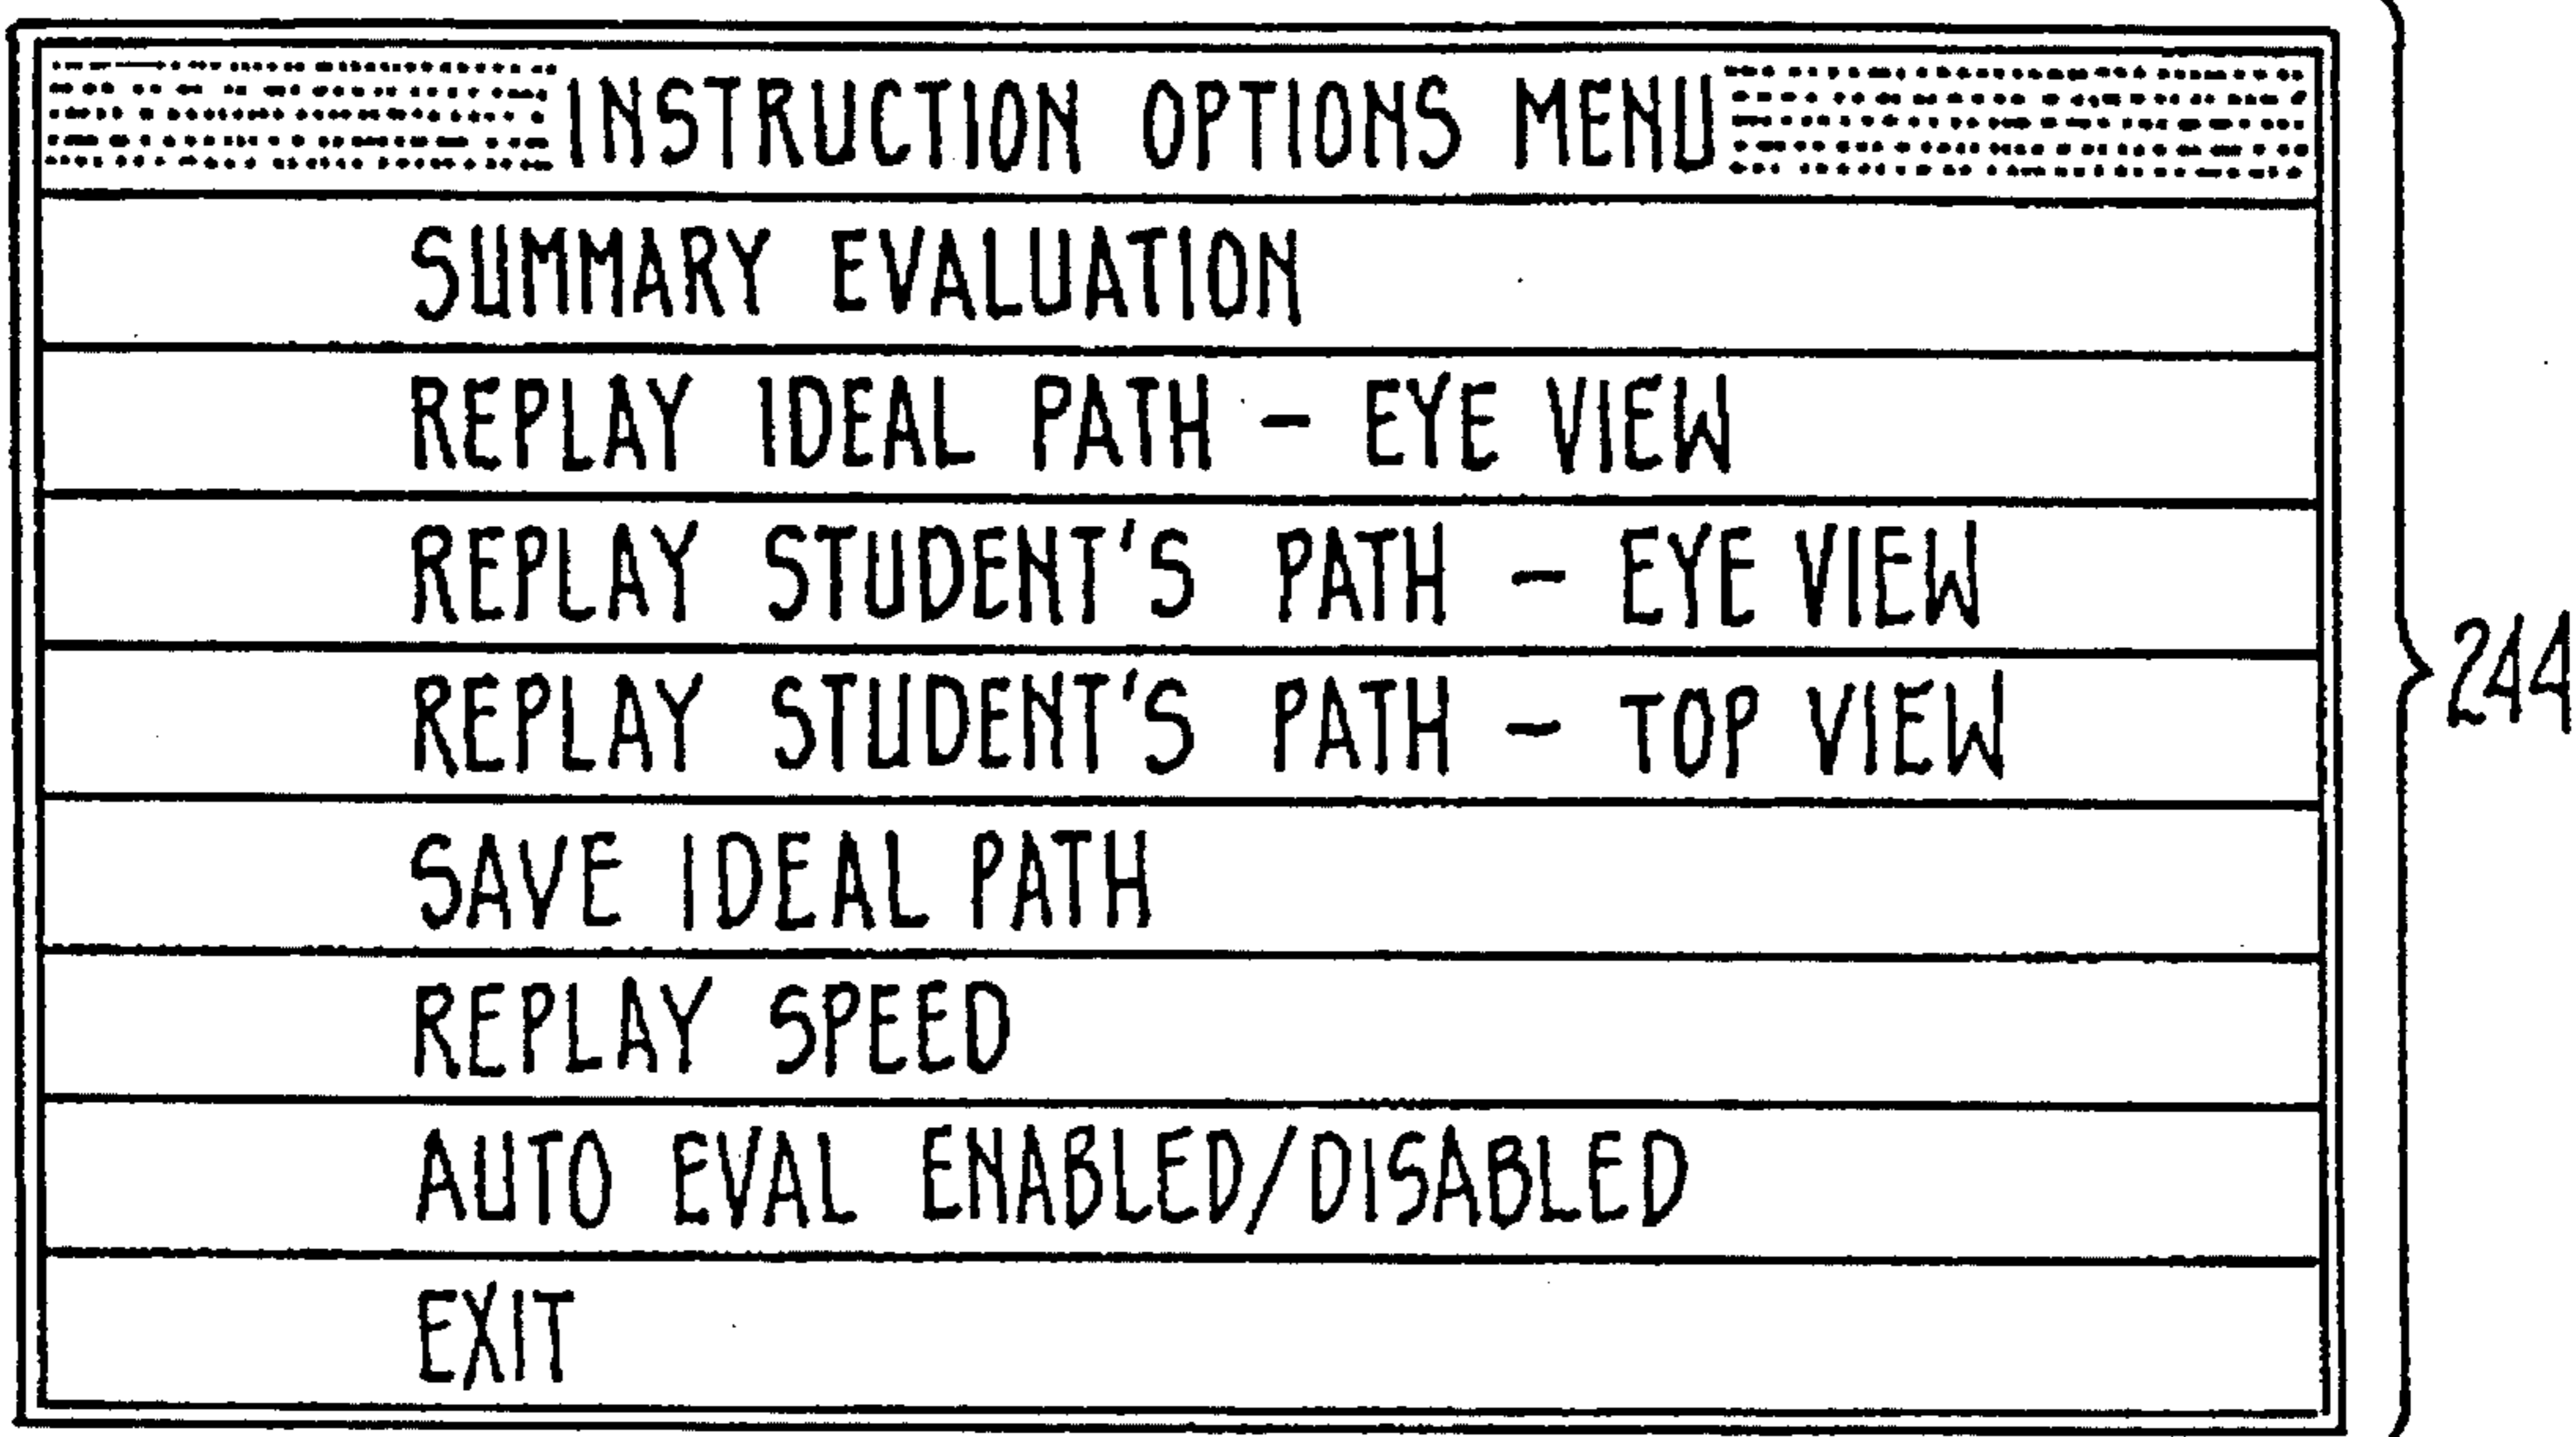 INSTRUCTION OPTIONS MENU
SUMMARY EVALUATION
REPLAY IDEAL PATH - EYE VIEW
REPLAY STUDENT'S PATH - EYE VIEW
REPLAY STUDENT'S PATH - TOP VIEW
244
SAVE IDEAL PATH
REPLAY SPEED
AUTO EVAL ENABLED/DISABLED
EXIT